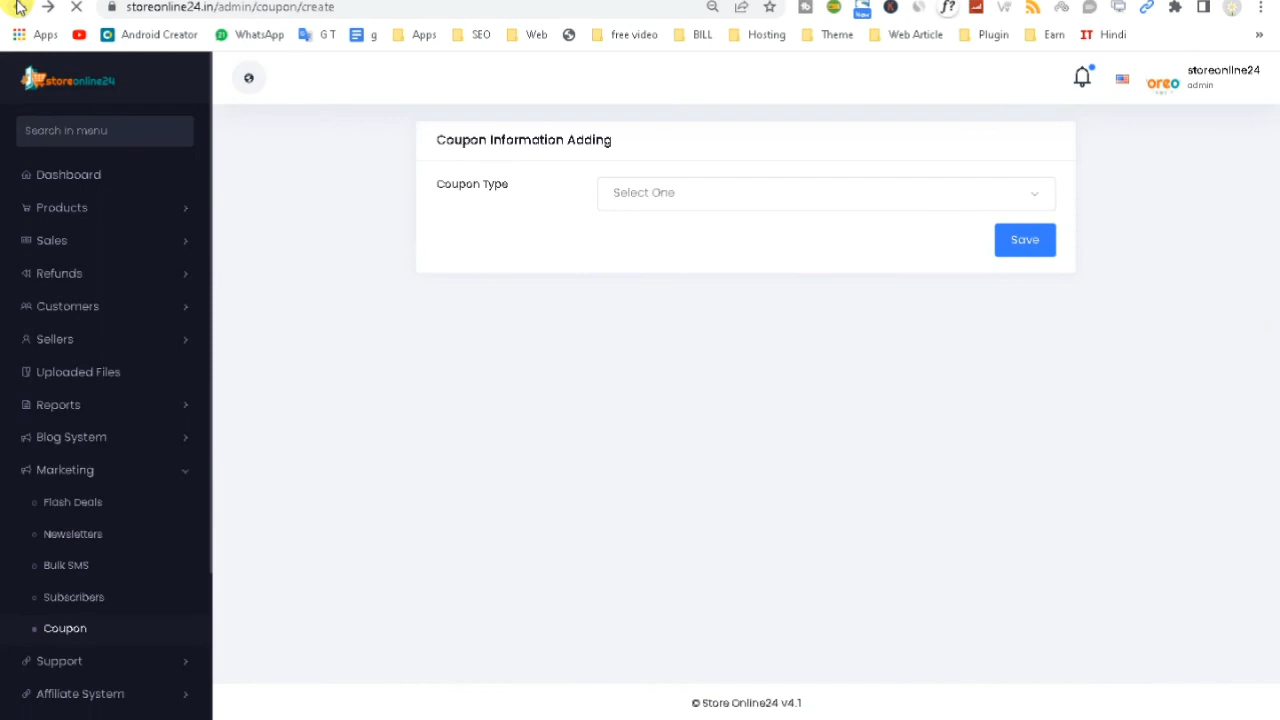 storeonline24.in/admin/coupon/create
Apps
Android Creator
WhatsApp
G T
g
Apps
SEO
Web
free video
BILL
Hosting
Theme
Web Article
Plugin
Earn
IT Hindi
»
storeonline24
storeonline24
admin
Search in menu
Dashboard
Products
Sales
Refunds
Customers
Sellers
Uploaded Files
Reports
Blog System
Marketing
Flash Deals
Newsletters
Bulk SMS
Subscribers
Coupon
Support
Affiliate System
Coupon Information Adding
Coupon Type
Select One
Save
© Store Online24 v4.1